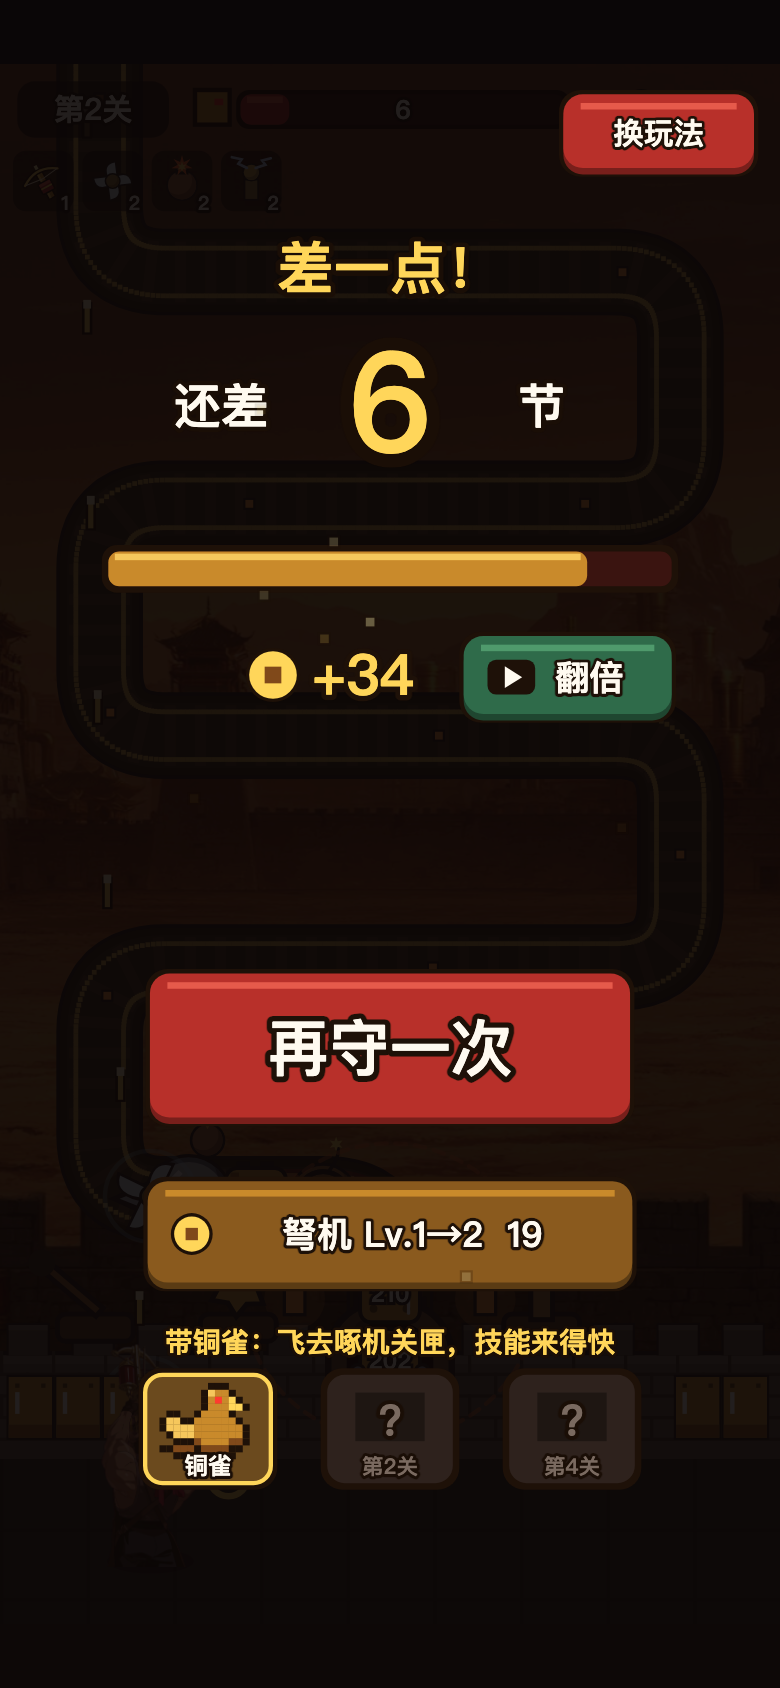 第2关
6
换玩法
1
2
2
2
差一点!
还差 6 节
+34
翻倍
再守一次
弩机 Lv.1→2 19
210
202
带铜雀：飞去啄机关匣，技能来得快
铜雀
?
第2关
?
第4关